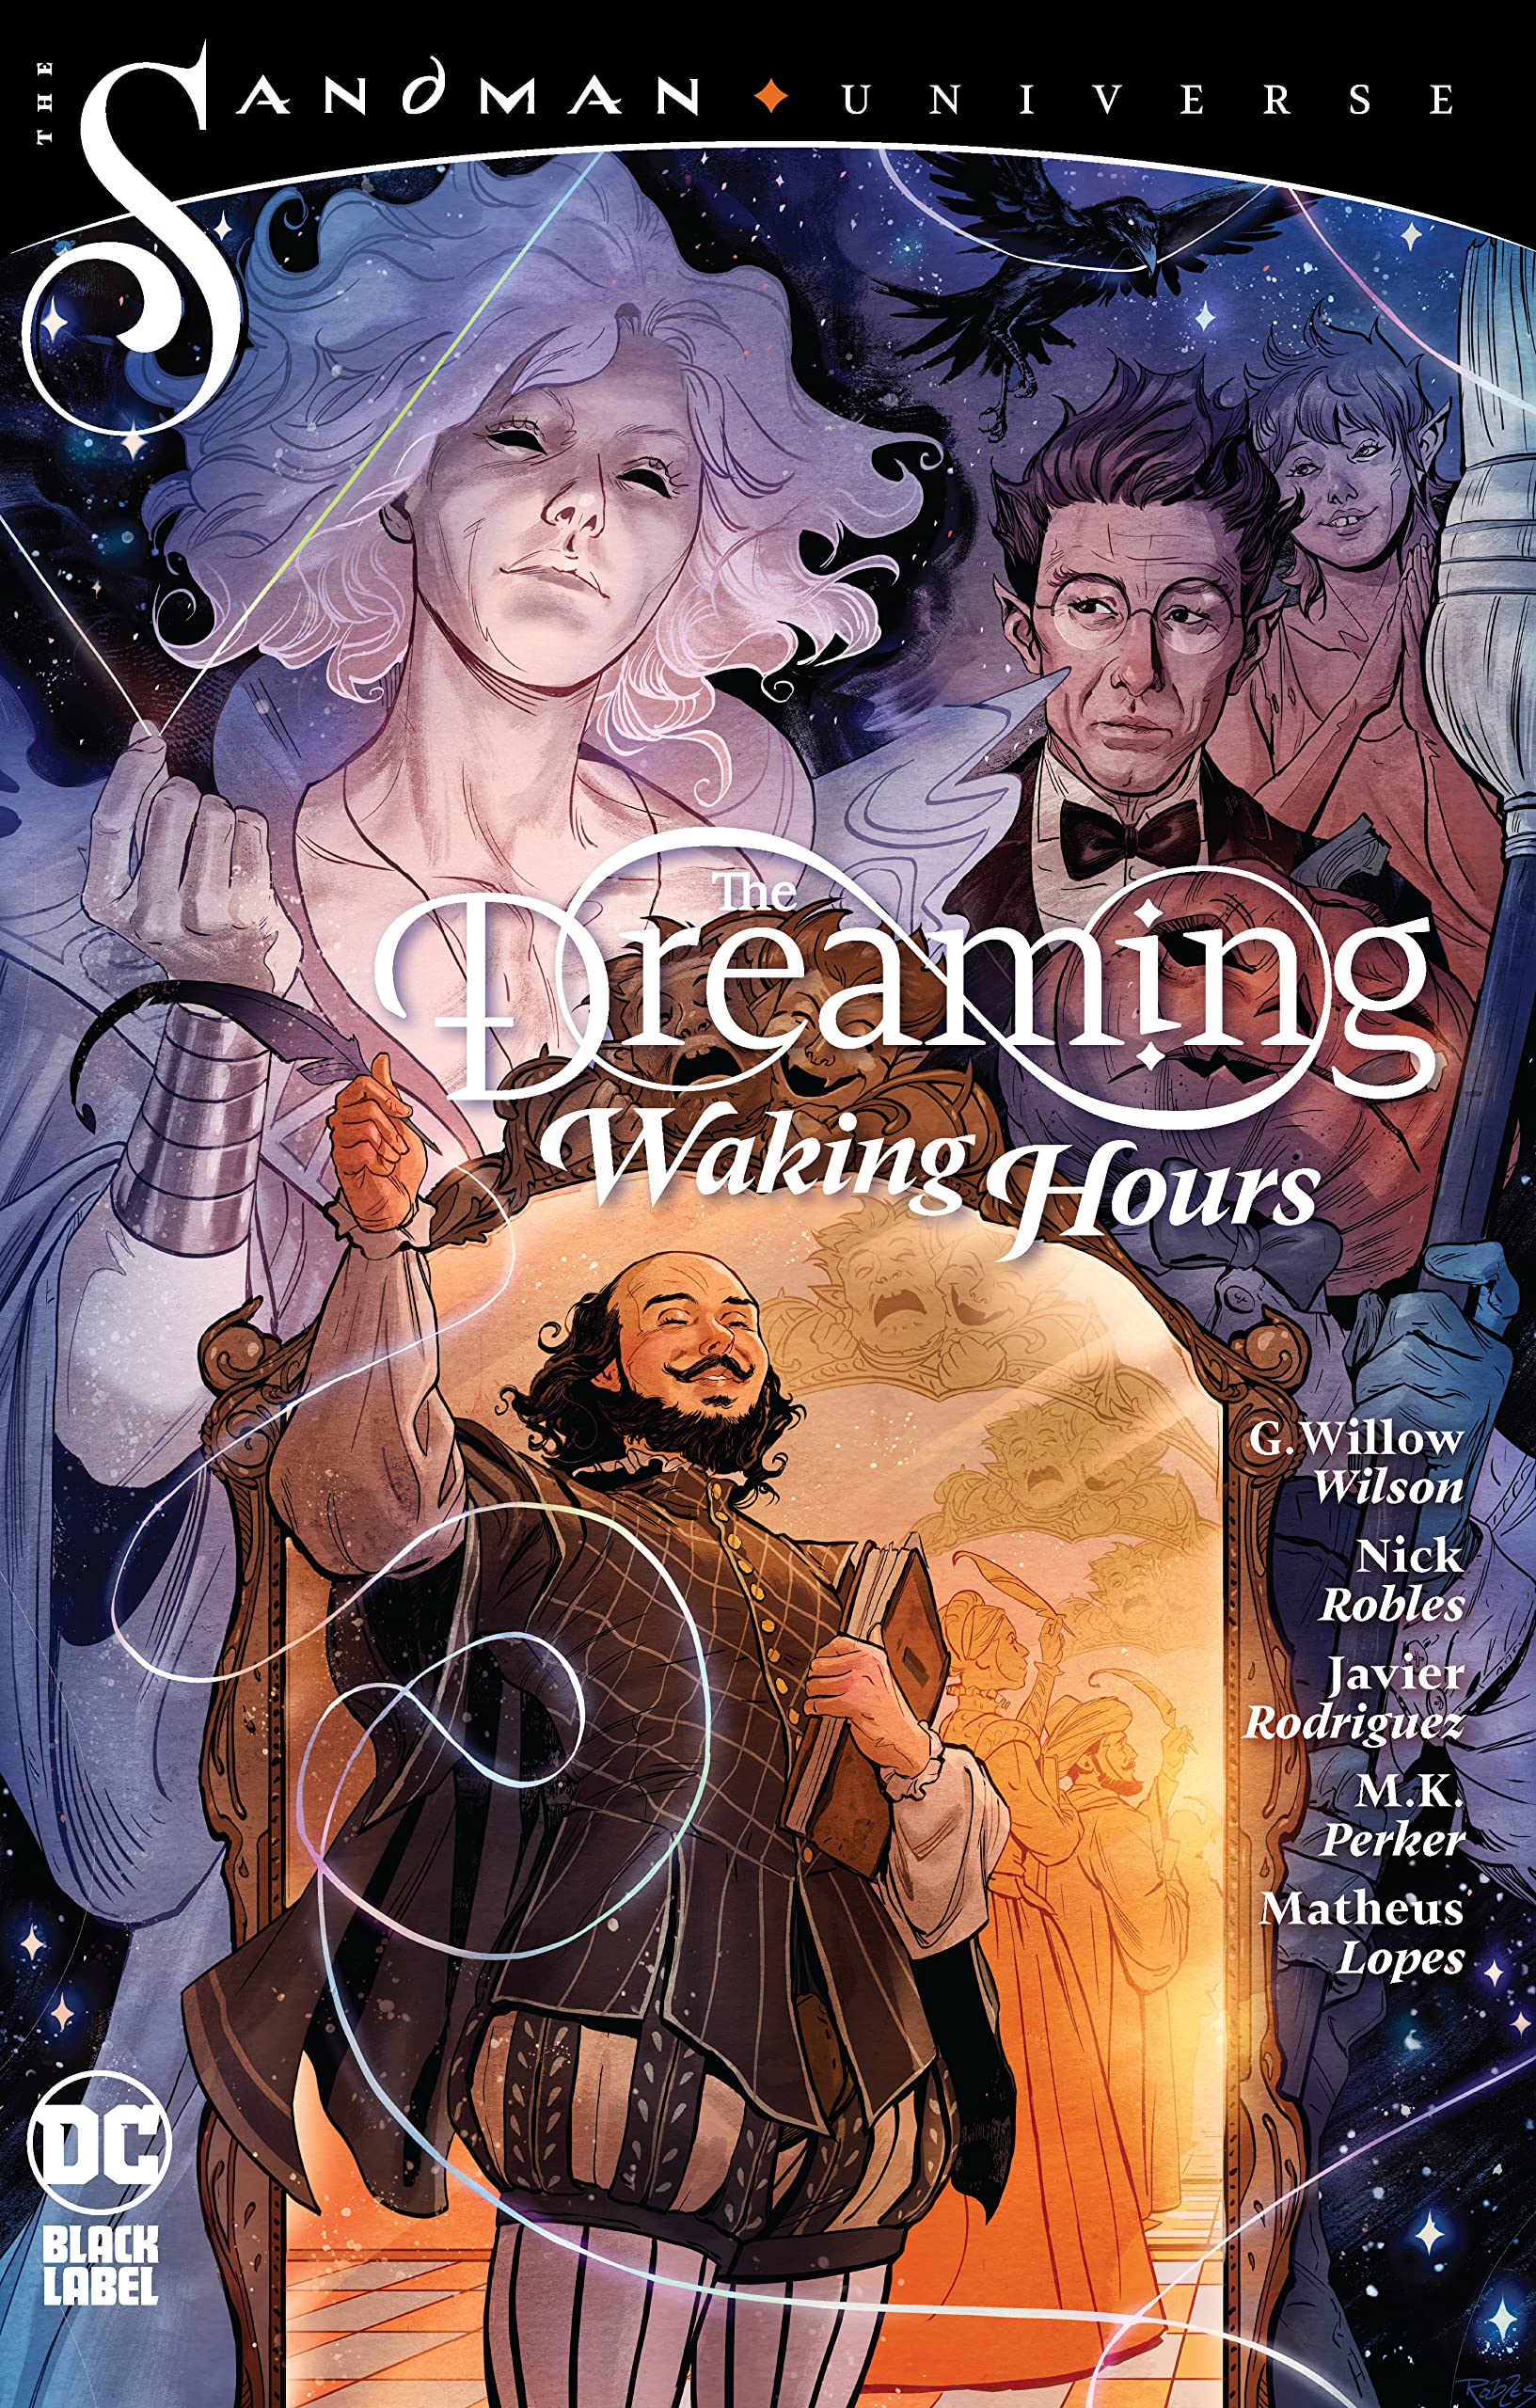 THE SANDMAN UNIVERSE
The
Dreaming
Waking Hours
G. Willow
Wilson
Nick
Robles
Javier
Rodriguez
M.K.
Perker
Matheus
Lopes
DC
BLACK
LABEL
Robles